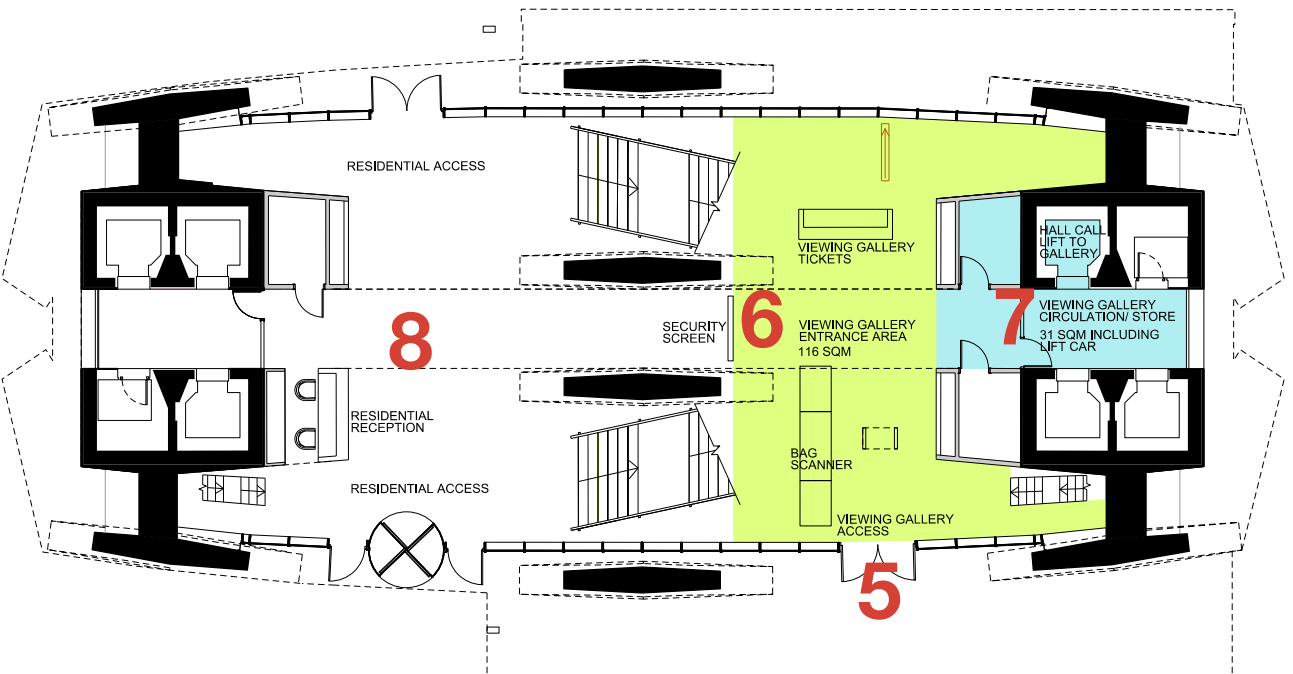 RESIDENTIAL ACCESS
VIEWING GALLERY
TICKETS
HALL CALL
LIFT TO
GALLERY
8
SECURITY
SCREEN
6
VIEWING GALLERY
ENTRANCE AREA
116 SQM
7
VIEWING GALLERY
CIRCULATION/ STORE
31 SQM INCLUDING
LIFT CAR
RESIDENTIAL
RECEPTION
BAG
SCANNER
RESIDENTIAL ACCESS
VIEWING GALLERY
ACCESS
5